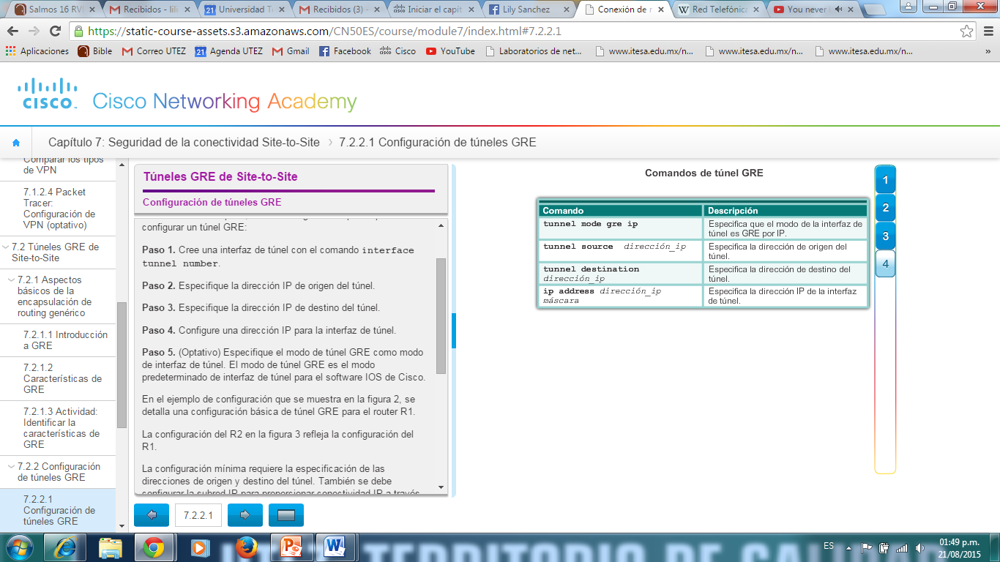 Salmos 16 RV
Recibidos - lili
Universidad T
Recibidos (3) -
Iniciar el capít
Lily Sanchez
Conexión de r
Red Telefónica
You never
https://static-course-assets.s3.amazonaws.com/CN50ES/course/module7/index.html#7.2.2.1
Aplicaciones Bible Correo UTEZ Agenda UTEZ Gmail Facebook Cisco YouTube Laboratorios de net... www.itesa.edu.mx/n... www.itesa.edu.mx/n... www.itesa.edu.mx/n... »
CISCO. Cisco Networking Academy
Capítulo 7: Seguridad de la conectividad Site-to-Site › 7.2.2.1 Configuración de túneles GRE
Comparar los tipos
de VPN
7.1.2.4 Packet
Tracer:
Configuración de
VPN (optativo)
7.2 Túneles GRE de
Site-to-Site
7.2.1 Aspectos
básicos de la
encapsulación de
routing genérico
7.2.1.1 Introducción
a GRE
7.2.1.2
Características de
GRE
7.2.1.3 Actividad:
Identificar la
características de
GRE
7.2.2 Configuración
de túneles GRE
7.2.2.1
Configuración de
túneles GRE
Túneles GRE de Site-to-Site
Configuración de túneles GRE
configurar un túnel GRE:
Paso 1. Cree una interfaz de túnel con el comando interface
tunnel number.
Paso 2. Especifique la dirección IP de origen del túnel.
Paso 3. Especifique la dirección IP de destino del túnel.
Paso 4. Configure una dirección IP para la interfaz de túnel.
Paso 5. (Optativo) Especifique el modo de túnel GRE como modo
de interfaz de túnel. El modo de túnel GRE es el modo
predeterminado de interfaz de túnel para el software IOS de Cisco.
En el ejemplo de configuración que se muestra en la figura 2, se
detalla una configuración básica de túnel GRE para el router R1.
La configuración del R2 en la figura 3 refleja la configuración del
R1.
La configuración mínima requiere la especificación de las
direcciones de origen y destino del túnel. También se debe
configurar la subred IP para proporcionar conectividad IP a través
7.2.2.1
Comandos de túnel GRE
Comando Descripción
tunnel mode gre ip Especifica que el modo de la interfaz de
túnel es GRE por IP.
tunnel source dirección_ip Especifica la dirección de origen del
túnel.
tunnel destination Especifica la dirección de destino del
dirección_ip túnel.
ip address dirección_ip Especifica la dirección IP de la interfaz
máscara de túnel.
1
2
3
4
TERRITORIO DE
ES
01:49 p.m.
21/08/2015